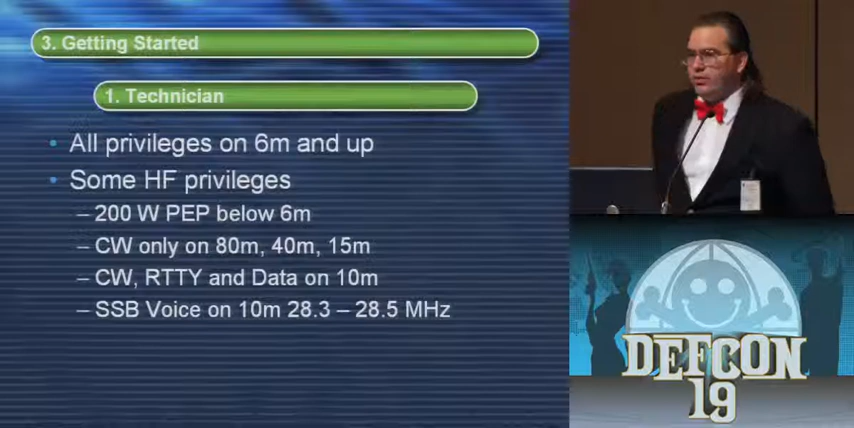 3. Getting Started
1. Technician
• All privileges on 6m and up
• Some HF privileges
– 200 W PEP below 6m
– CW only on 80m, 40m, 15m
– CW, RTTY and Data on 10m
– SSB Voice on 10m 28.3 – 28.5 MHz
DEFCON
19